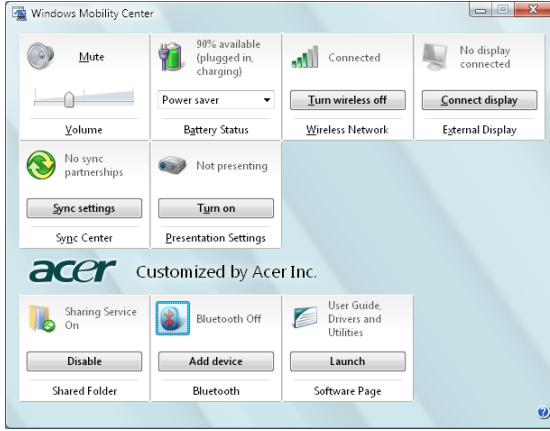 Windows Mobility Center
Mute
Volume
90% available
(plugged in,
charging)
Power saver
Battery Status
Connected
Turn wireless off
Wireless Network
No display
connected
Connect display
External Display
No sync
partnerships
Sync settings
Sync Center
Not presenting
Turn on
Presentation Settings
acer Customized by Acer Inc.
Sharing Service
On
Disable
Shared Folder
Bluetooth Off
Add device
Bluetooth
User Guide,
Drivers and
Utilities
Launch
Software Page